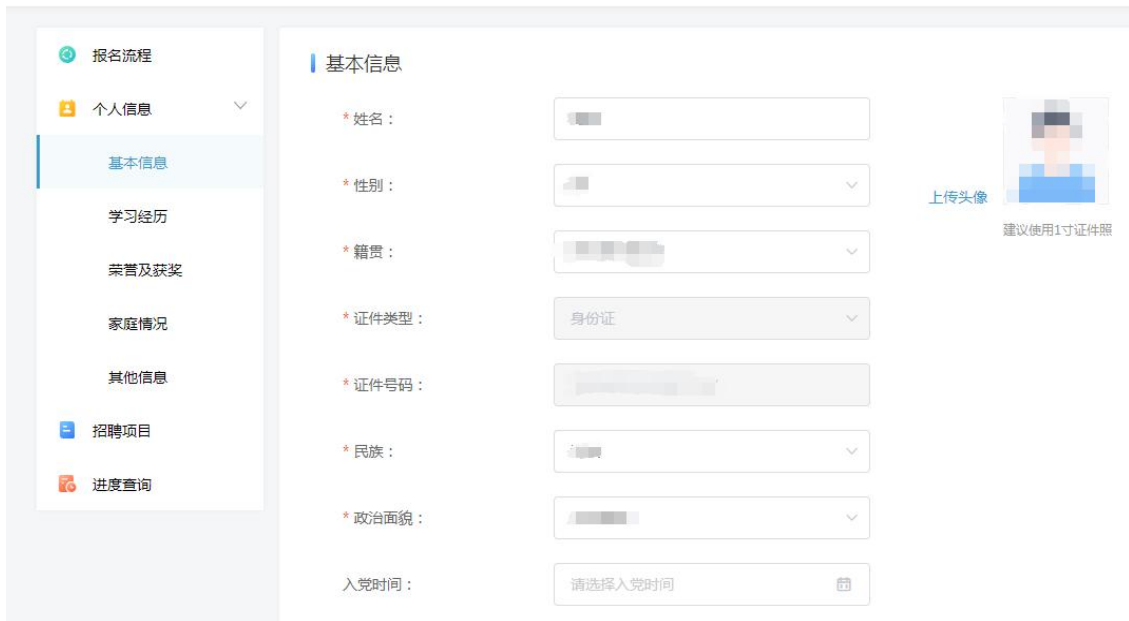 报名流程
个人信息
基本信息
学习经历
荣誉及获奖
家庭情况
其他信息
招聘项目
进度查询
基本信息
* 姓名：
* 性别：
* 籍贯：
* 证件类型： 身份证
* 证件号码：
* 民族：
* 政治面貌：
入党时间： 请选择入党时间
上传头像
建议使用1寸证件照